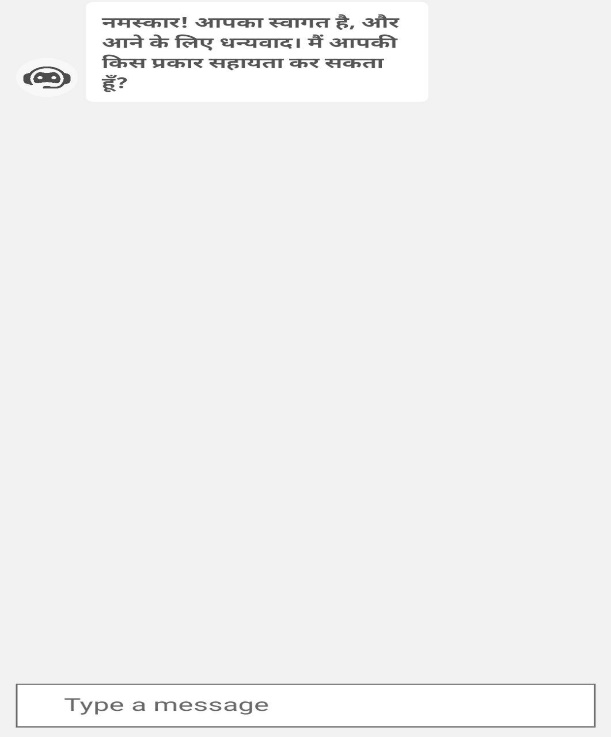 नमस्कार! आपका स्वागत है, और
आने के लिए धन्यवाद। मैं आपकी
किस प्रकार सहायता कर सकता
हूँ?
Type a message